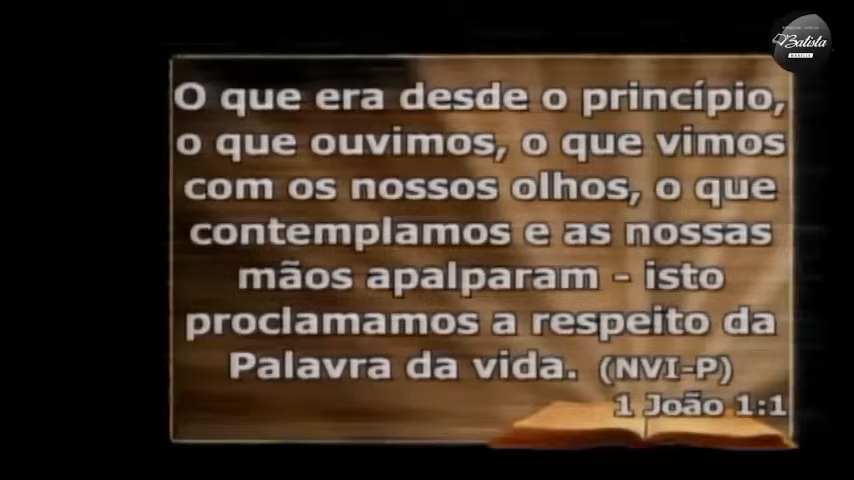 Batista
O que era desde o princípio,
o que ouvimos, o que vimos
com os nossos olhos, o que
contemplamos e as nossas
mãos apalparam - isto
proclamamos a respeito da
Palavra da vida. (NVI-P)
1 João 1:1